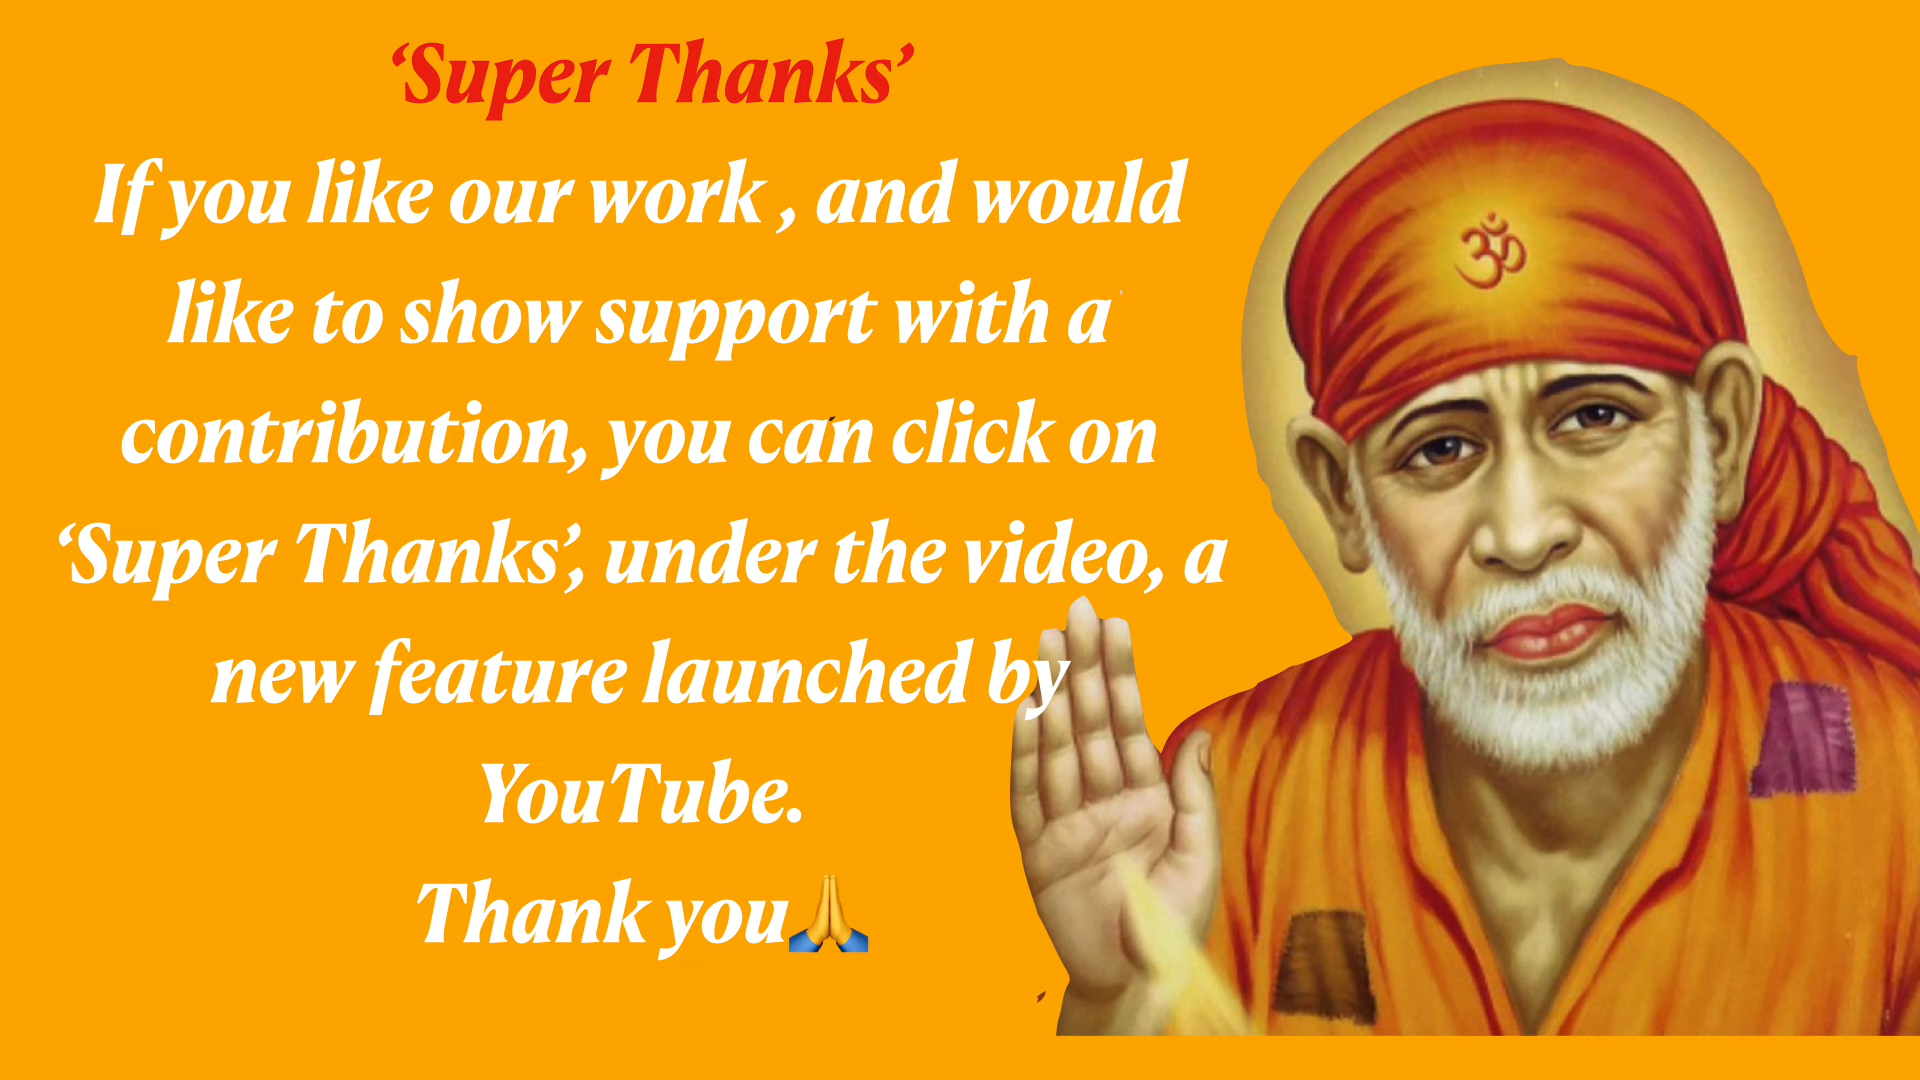 ‘Super Thanks’
If you like our work , and would
like to show support with a
contribution, you can click on
‘Super Thanks’, under the video, a
new feature launched by
YouTube.
Thank you🙏
ॐ